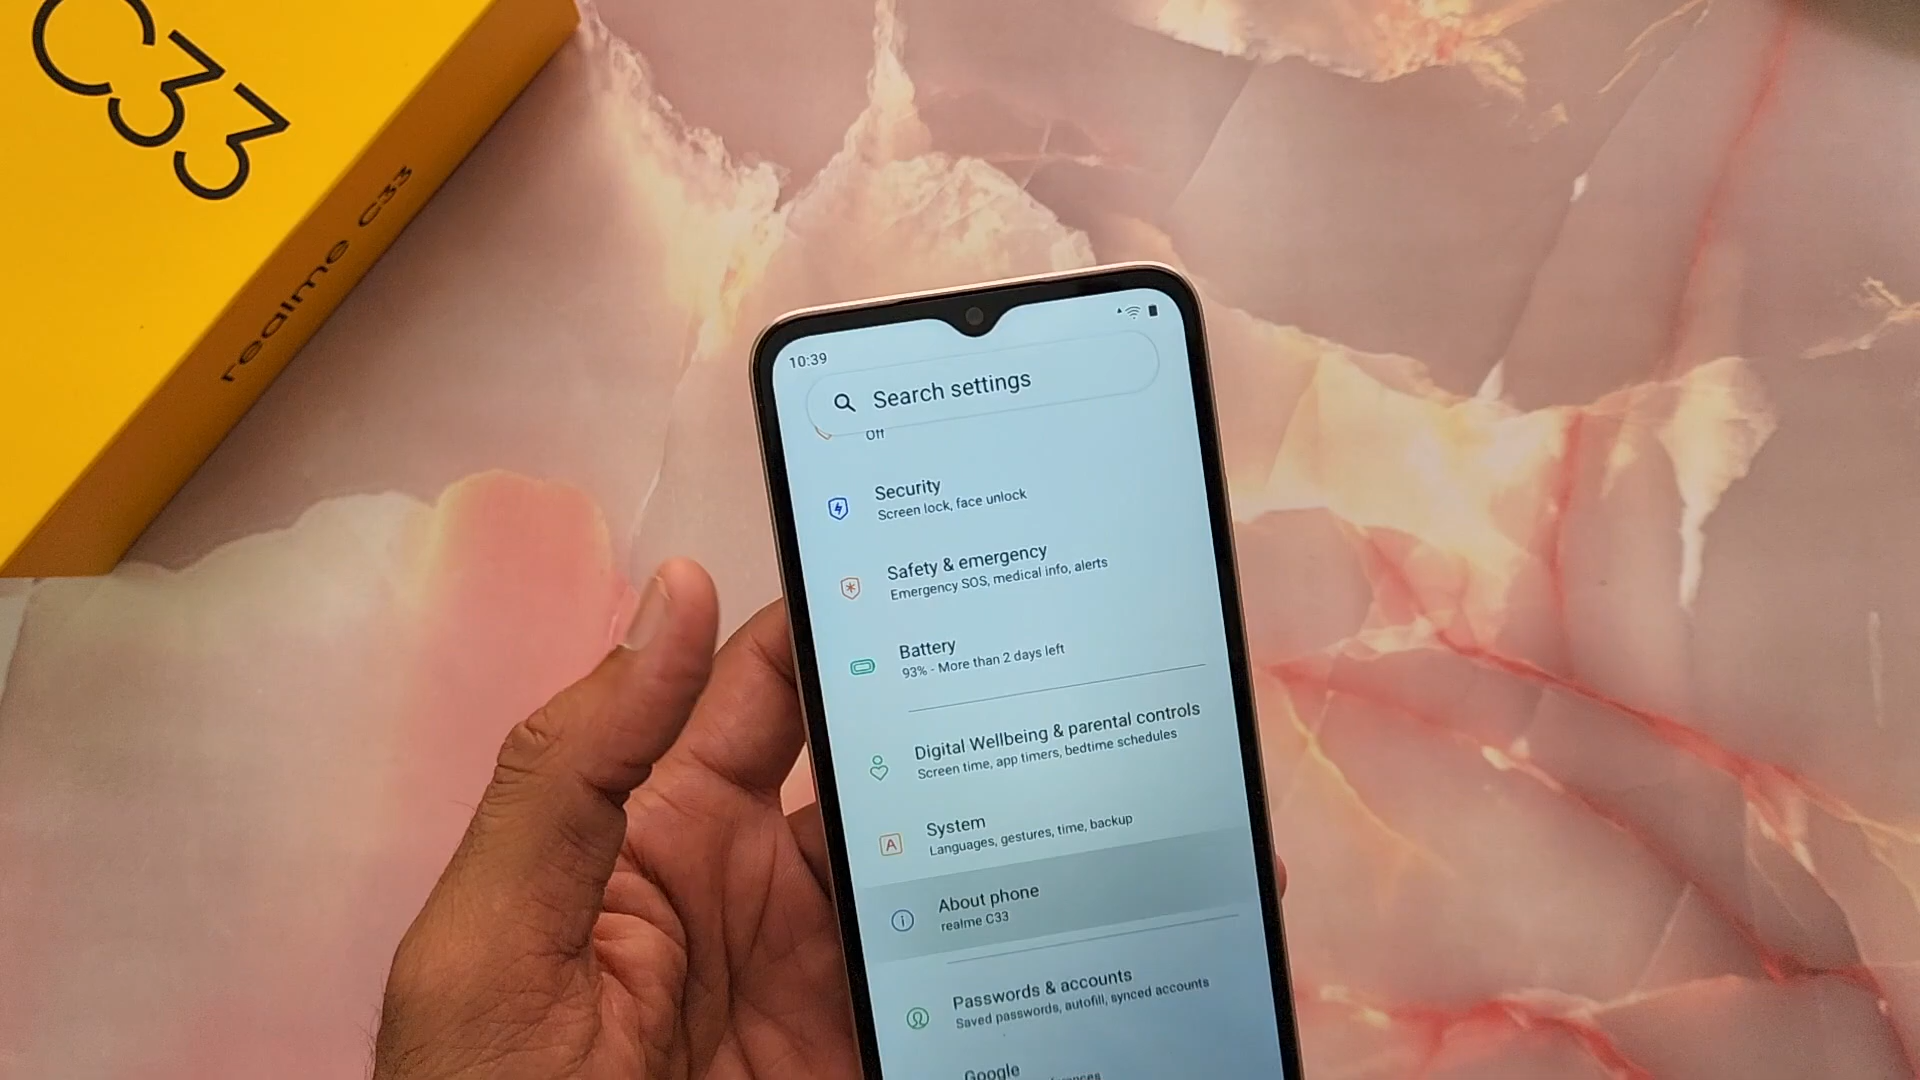 C33
realme C33
10:39
Search settings
Off
Security
Screen lock, face unlock
Safety & emergency
Emergency SOS, medical info, alerts
Battery
93% - More than 2 days left
Digital Wellbeing & parental controls
Screen time, app timers, bedtime schedules
System
Languages, gestures, time, backup
About phone
realme C33
Passwords & accounts
Saved passwords, autofill, synced accounts
Google